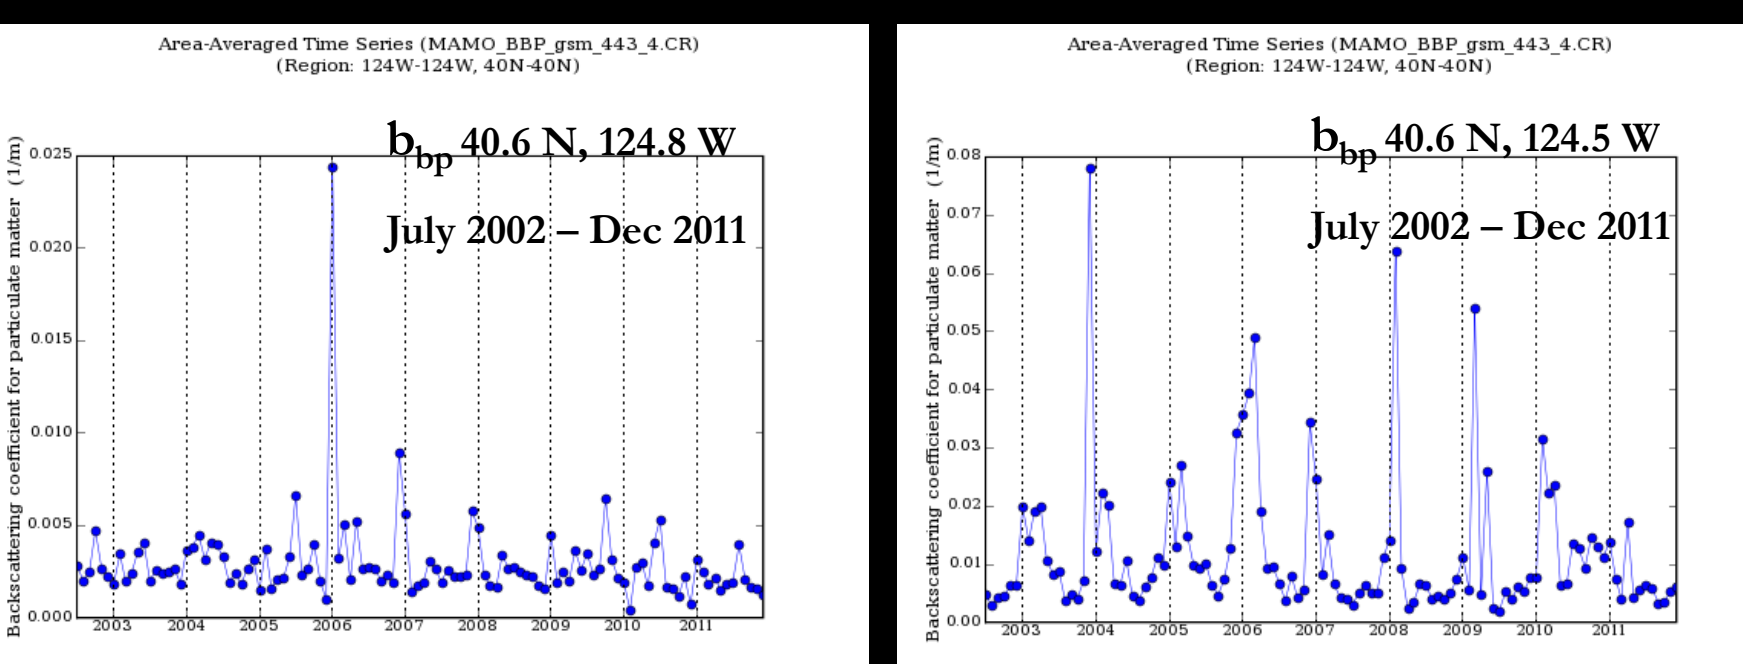 Area-Averaged Time Series (MAMO_BBP_gsm_443_4.CR)
(Region: 124W-124W, 40N-40N)
b_bp 40.6 N, 124.8 W
July 2002 – Dec 2011
Backscattering coefficient for particulate matter (1/m)
0.025
0.020
0.015
0.010
0.005
0.000
2003 2004 2005 2006 2007 2008 2009 2010 2011
Area-Averaged Time Series (MAMO_BBP_gsm_443_4.CR)
(Region: 124W-124W, 40N-40N)
b_bp 40.6 N, 124.5 W
July 2002 – Dec 2011
Backscattering coefficient for particulate matter (1/m)
0.08
0.07
0.06
0.05
0.04
0.03
0.02
0.01
0.00
2003 2004 2005 2006 2007 2008 2009 2010 2011